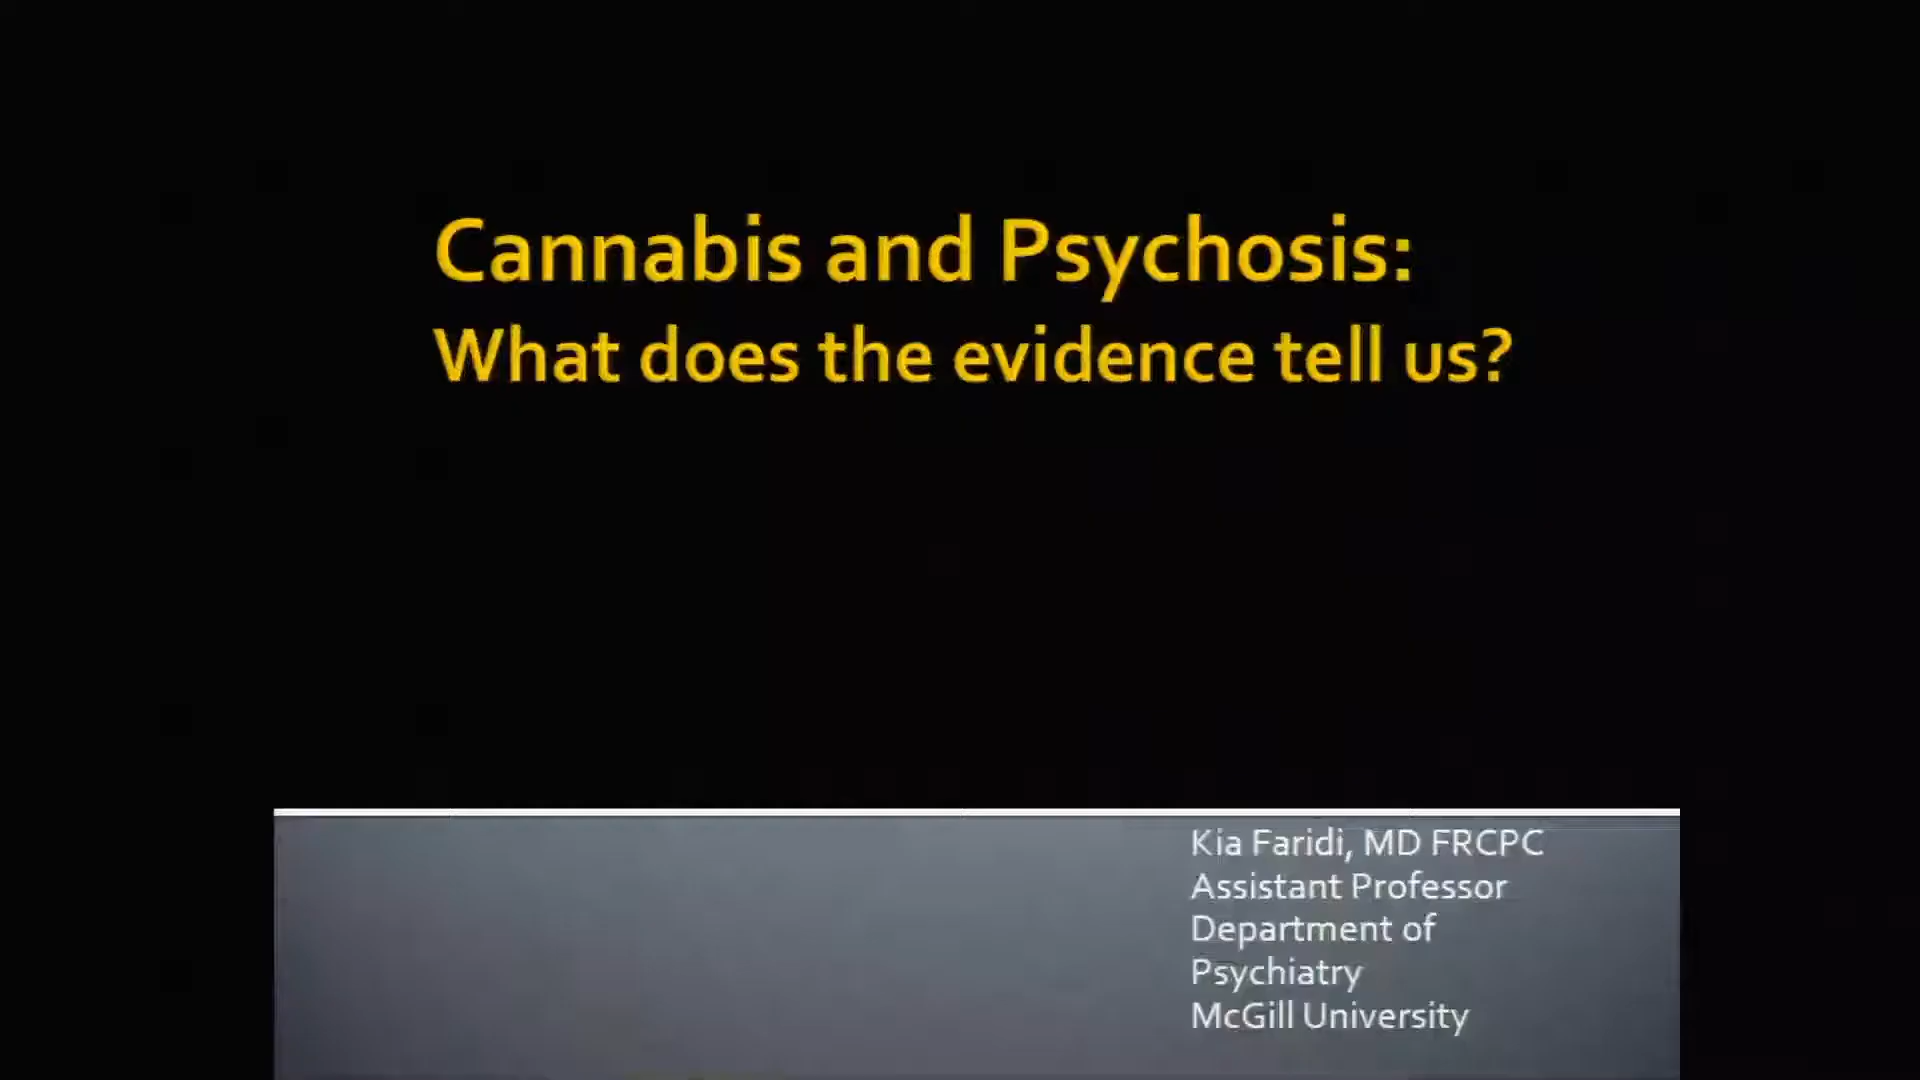 Cannabis and Psychosis:
What does the evidence tell us?
Kia Faridi, MD FRCPC
Assistant Professor
Department of
Psychiatry
McGill University